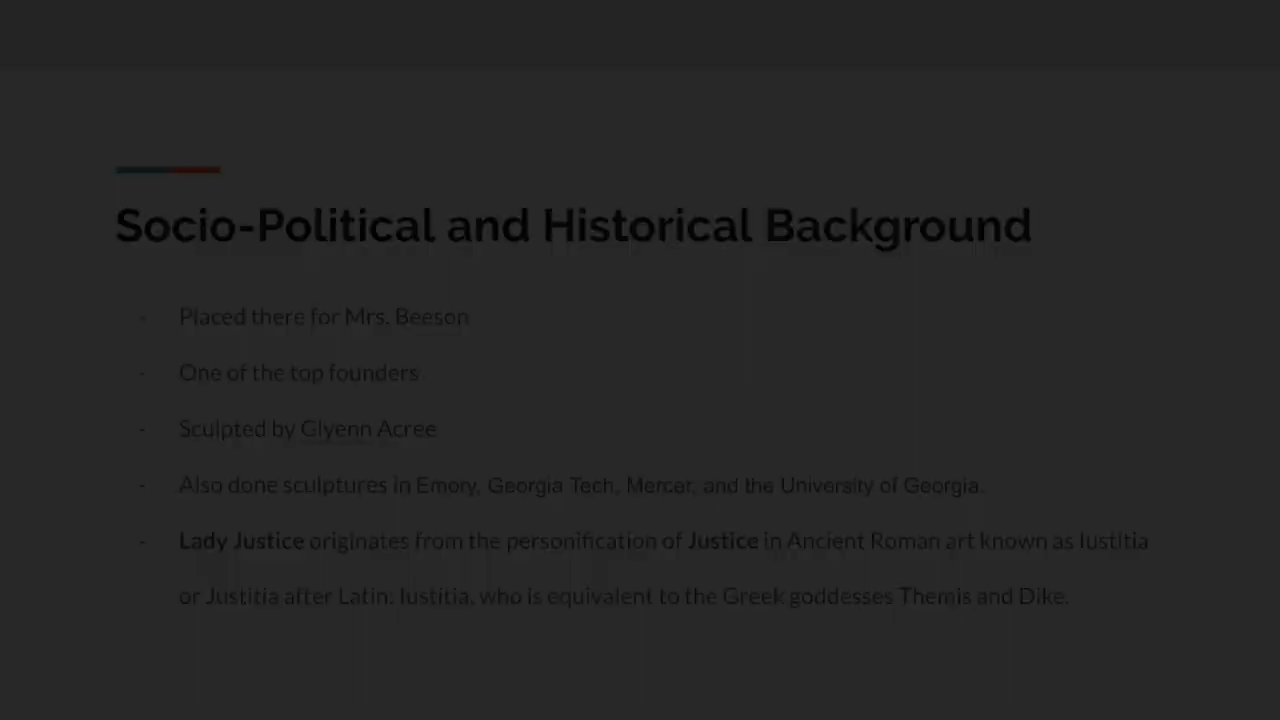 Socio-Political and Historical Background
- Placed there for Mrs. Beeson
- One of the top founders
- Sculpted by Glyenn Acree
- Also done sculptures in Emory, Georgia Tech, Mercer, and the University of Georgia.
- Lady Justice originates from the personification of Justice in Ancient Roman art known as Iustitia
or Justitia after Latin: Iustitia, who is equivalent to the Greek goddesses Themis and Dike.